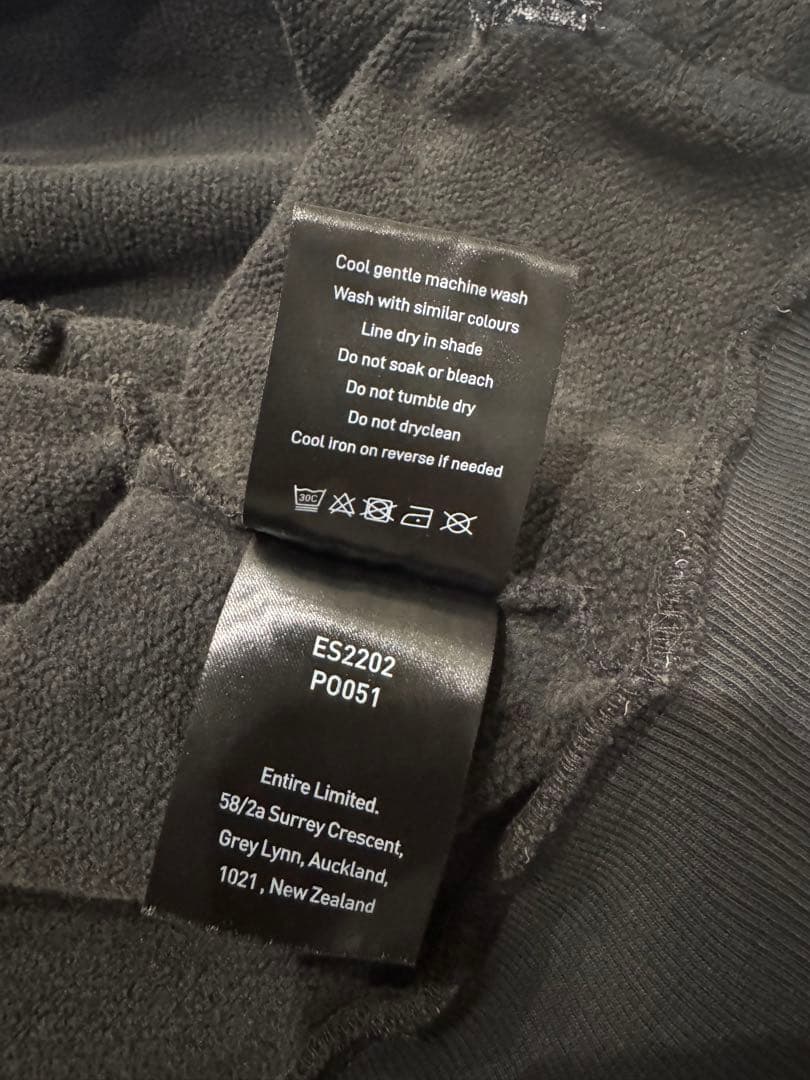 Cool gentle machine wash
Wash with similar colours
Line dry in shade
Do not soak or bleach
Do not tumble dry
Do not dryclean
Cool iron on reverse if needed
30C
ES2202
PO051
Entire Limited.
58/2a Surrey Crescent,
Grey Lynn, Auckland,
1021 , New Zealand